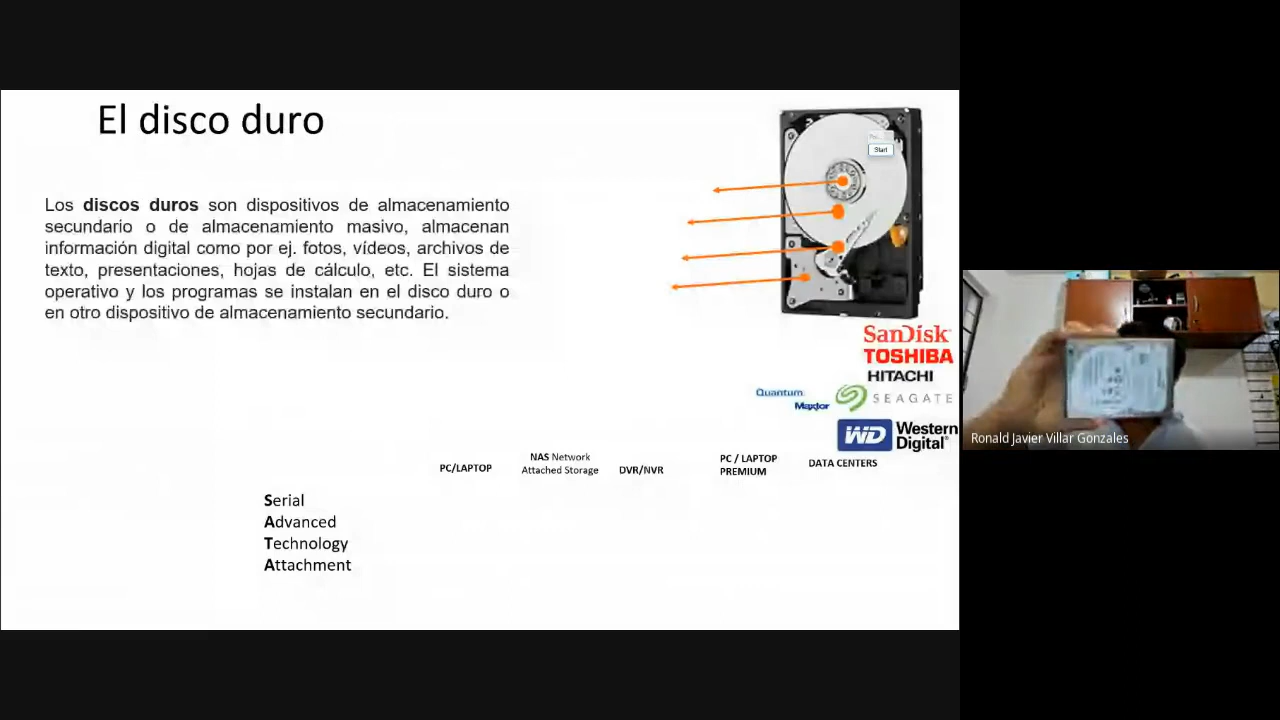 El disco duro
Los discos duros son dispositivos de almacenamiento
secundario o de almacenamiento masivo, almacenan
información digital como por ej. fotos, vídeos, archivos de
texto, presentaciones, hojas de cálculo, etc. El sistema
operativo y los programas se instalan en el disco duro o
en otro dispositivo de almacenamiento secundario.
Start
SanDisk
TOSHIBA
HITACHI
Quantum
Maxtor
SEAGATE
WD Western
Digital
PC/LAPTOP
NAS Network
Attached Storage
DVR/NVR
PC / LAPTOP
PREMIUM
DATA CENTERS
Serial
Advanced
Technology
Attachment
Ronald Javier Villar Gonzales